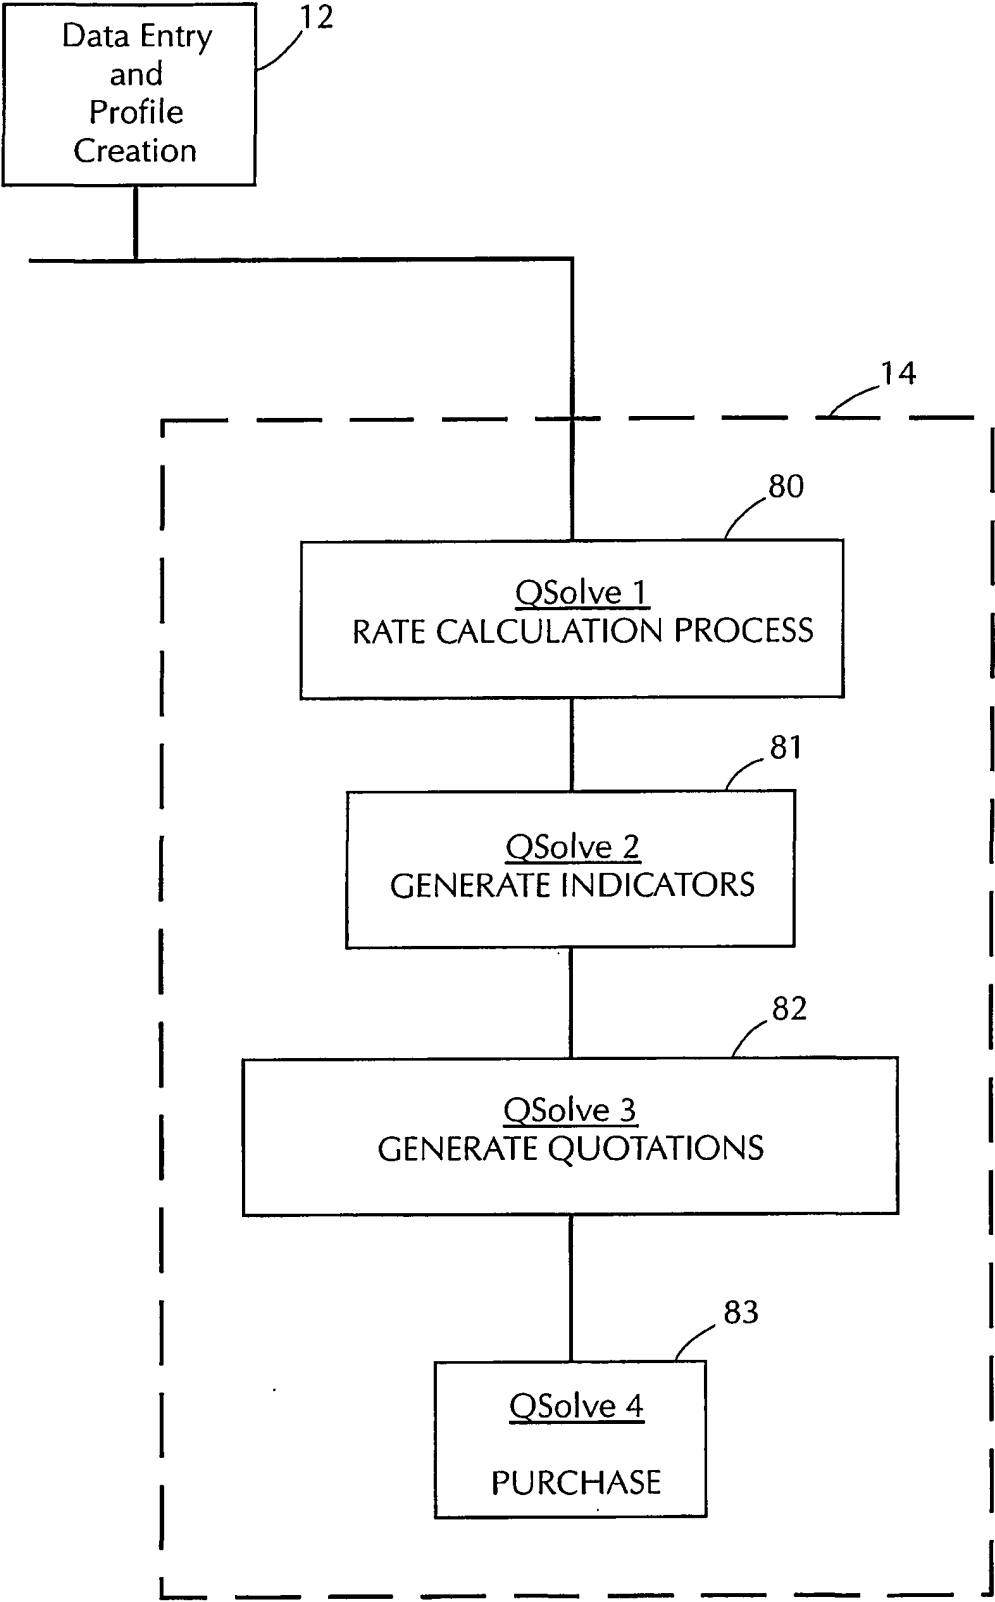 Data Entry
and
Profile
Creation
12
14
80
QSolve 1
RATE CALCULATION PROCESS
81
QSolve 2
GENERATE INDICATORS
82
QSolve 3
GENERATE QUOTATIONS
83
QSolve 4
PURCHASE